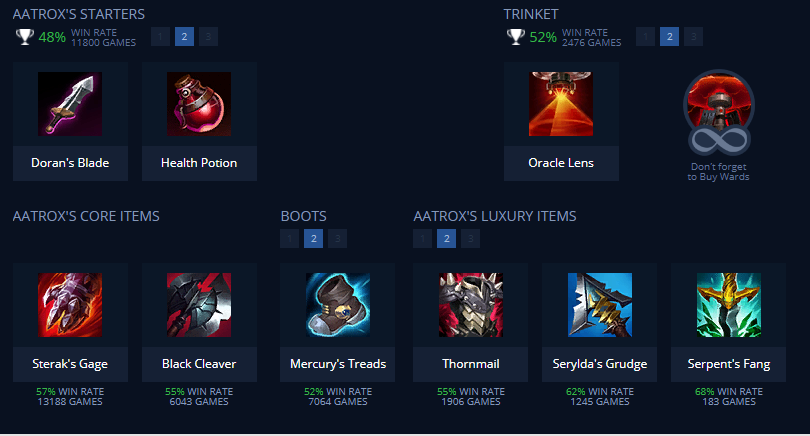 AATROX'S STARTERS
48% WIN RATE
11800 GAMES
1 2 3
TRINKET
52% WIN RATE
2476 GAMES
1 2 3
Doran's Blade
Health Potion
Oracle Lens
Don't forget
to Buy Wards
AATROX'S CORE ITEMS
BOOTS
1 2 3
AATROX'S LUXURY ITEMS
1 2 3
Sterak's Gage
Black Cleaver
Mercury's Treads
Thornmail
Serylda's Grudge
Serpent's Fang
57% WIN RATE
13188 GAMES
55% WIN RATE
6043 GAMES
52% WIN RATE
7064 GAMES
55% WIN RATE
1906 GAMES
62% WIN RATE
1245 GAMES
68% WIN RATE
183 GAMES